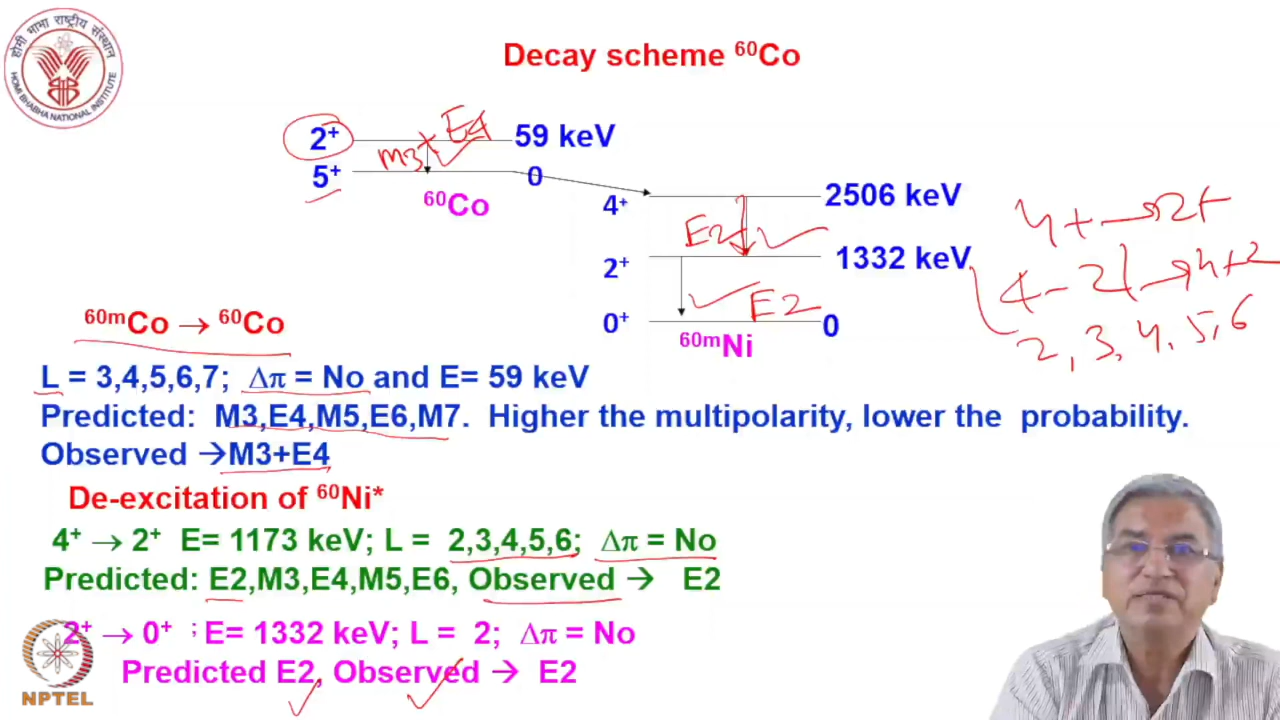 होमी भाभा राष्ट्रीय संस्थान
HOMI BHABHA NATIONAL INSTITUTE
Decay scheme ⁶⁰Co
2⁺ 59 keV
E4
M3
5⁺ 0
⁶⁰Co
4⁺ 2506 keV
E2
2⁺ 1332 keV
E2
0⁺ 0
⁶⁰ᵐNi
4+ → 2+
4-2 → 4+2
2, 3, 4, 5, 6
⁶⁰ᵐCo → ⁶⁰Co
L = 3,4,5,6,7; Δπ = No and E= 59 keV
Predicted: M3,E4,M5,E6,M7. Higher the multipolarity, lower the probability.
Observed →M3+E4
De-excitation of ⁶⁰Ni*
4⁺ → 2⁺ E= 1173 keV; L = 2,3,4,5,6; Δπ = No
Predicted: E2,M3,E4,M5,E6, Observed → E2
2⁺ → 0⁺ ; E= 1332 keV; L = 2; Δπ = No
Predicted E2, Observed → E2
NPTEL